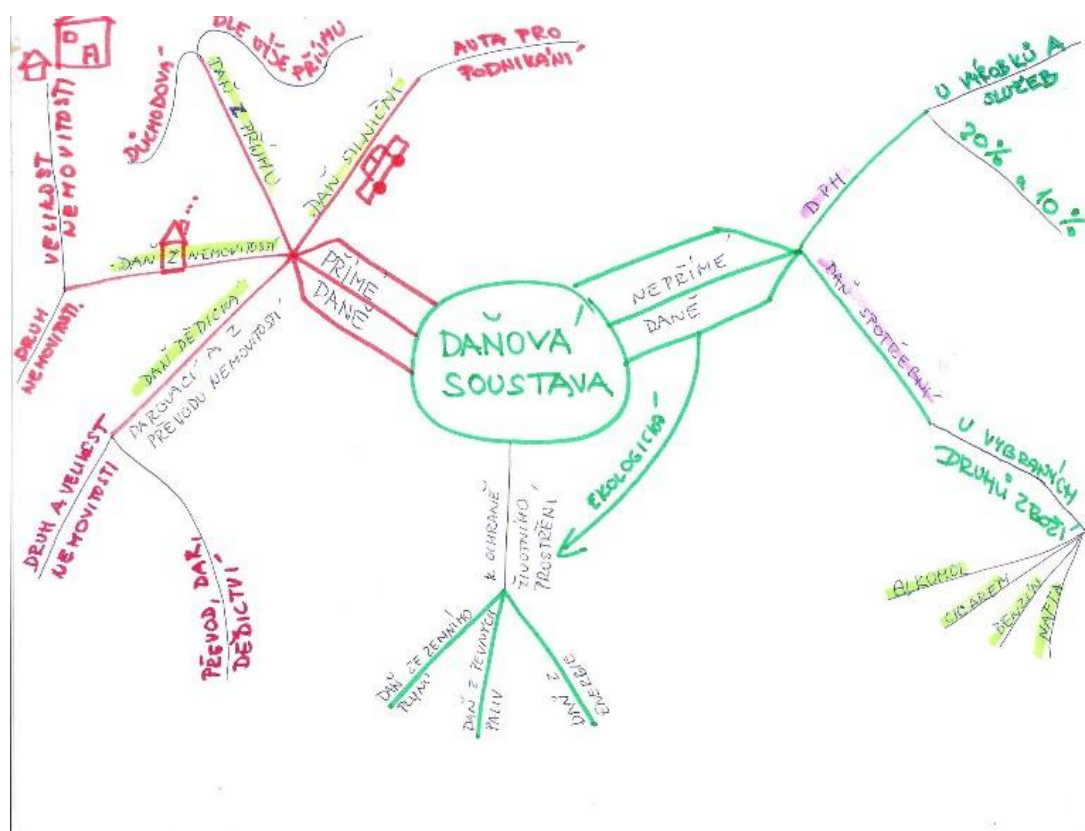 DAŇOVÁ
SOUSTAVA
PŘÍMÉ
DANĚ
DAŇ SILNIČNÍ
AUTA PRO
PODNIKÁNÍ
DAŇ Z PŘÍJMU
DLE VÝŠE PŘÍJMU
DŮCHODOVÁ
DAŇ Z NEMOVITOSTÍ
VELIKOST
NEMOVITOSTI
DRUH
NEMOVITOSTI.
DAŇ DĚDICKÁ
DAROVACÍ A Z
PŘEVODU NEMOVITOSTÍ
DRUH A VELIKOST
NEMOVITOSTI
PŘEVOD, DAR,
DĚDICTVÍ
NEPŘÍMÉ
DANĚ
DPH
U VÝROBKŮ A
SLUŽEB
20%
a 10%
DAŇ SPOTŘEBNÍ
U VYBRANÝCH
DRUHŮ ZBOŽÍ
ALKOHOL
CIGARET
BENZÍN
NAFTA
EKOLOGICKÁ
K OCHRANĚ
ŽIVOTNÍHO
PROSTŘENÍ
DAŇ ZE ZEMNÍHO
PLYNU
DAŇ Z PEVNÝCH
PALIV
DAŇ Z
ENERGIE